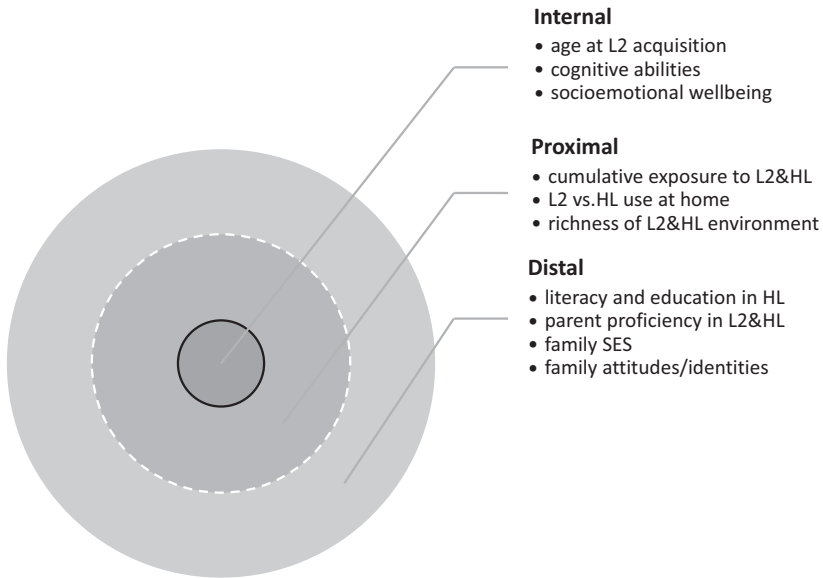 Internal
• age at L2 acquisition
• cognitive abilities
• socioemotional wellbeing
Proximal
• cumulative exposure to L2&HL
• L2 vs.HL use at home
• richness of L2&HL environment
Distal
• literacy and education in HL
• parent proficiency in L2&HL
• family SES
• family attitudes/identities